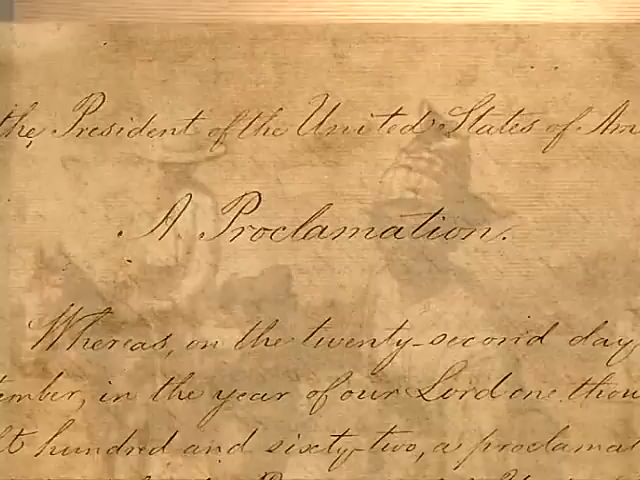 the President of the United States of Am
A Proclamation.
Whereas, on the twenty-second day
tember, in the year of our Lord one thou
ht hundred and sixty-two, a proclamat